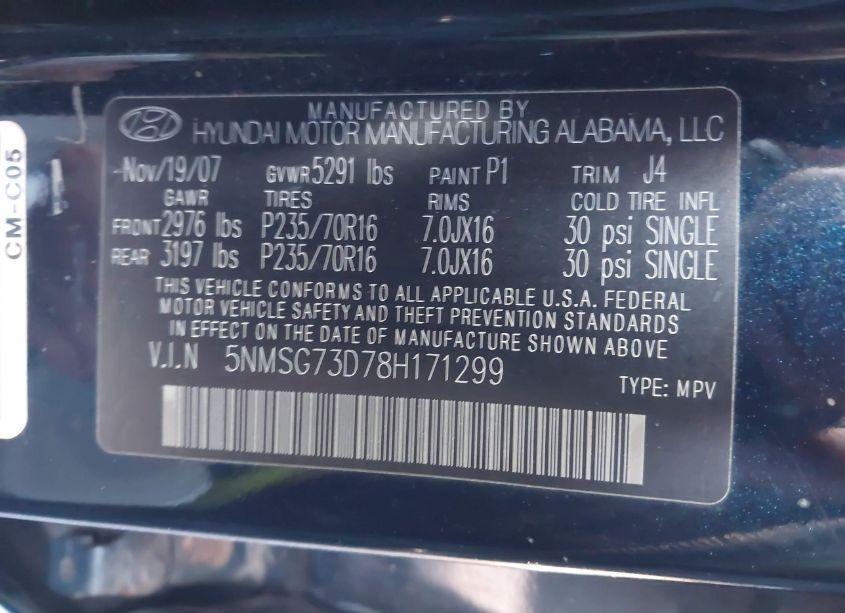 MANUFACTURED BY
HYUNDAI MOTOR MANUFACTURING ALABAMA, LLC
Nov/19/07 GVWR 5291 lbs PAINT P1 TRIM J4
GAWR TIRES RIMS COLD TIRE INFL
FRONT 2976 lbs P235/70R16 7.0JX16 30 psi SINGLE
REAR 3197 lbs P235/70R16 7.0JX16 30 psi SINGLE
THIS VEHICLE CONFORMS TO ALL APPLICABLE U.S.A. FEDERAL
MOTOR VEHICLE SAFETY AND THEFT PREVENTION STANDARDS
IN EFFECT ON THE DATE OF MANUFACTURE SHOWN ABOVE
V.I.N 5NMSG73D78H171299
TYPE: MPV
CM-C05